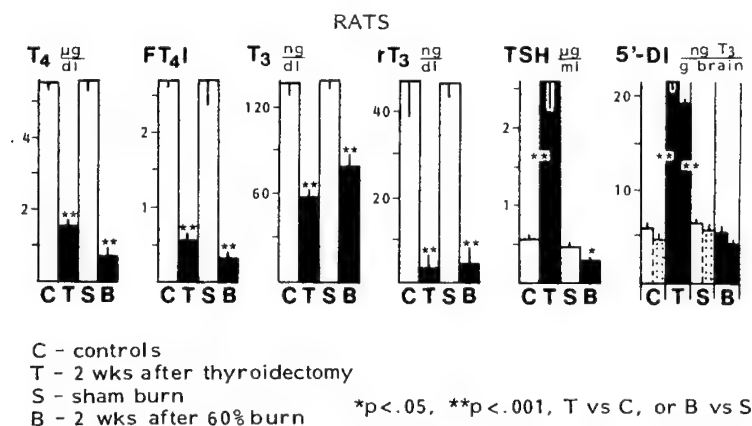 RATS
T₄ µg/dl FT₄I T₃ ng/dl rT₃ ng/dl TSH µg/ml 5'-DI ng T₃/g brain
4 2 2 1 120 60 40 20 2 1 20 10
** ** ** ** ** ** ** ** ** * ** **
C T S B C T S B C T S B C T S B C T S B C T S B
C - controls
T - 2 wks after thyroidectomy
S - sham burn
B - 2 wks after 60% burn
*p<.05, **p<.001, T vs C, or B vs S